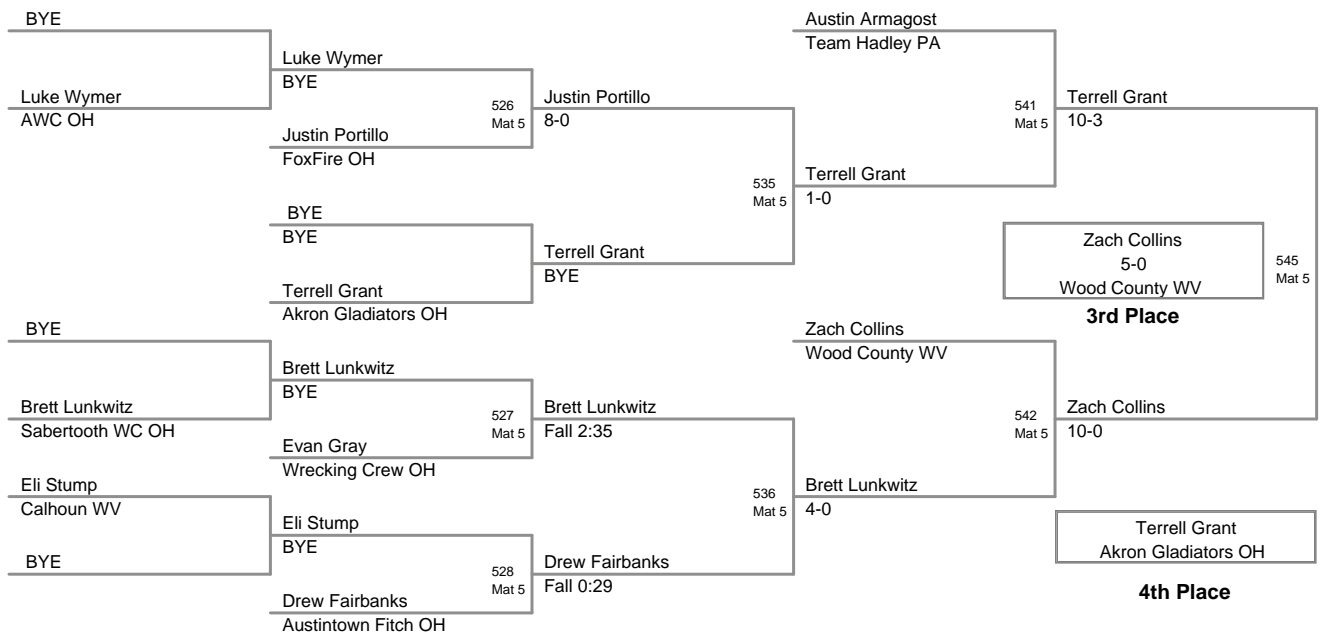 BYE
Luke Wymer
AWC OH
Luke Wymer
BYE
Justin Portillo
FoxFire OH
526
Mat 5
Justin Portillo
8-0
BYE
BYE
Terrell Grant
Akron Gladiators OH
Terrell Grant
BYE
535
Mat 5
Terrell Grant
1-0
Austin Armagost
Team Hadley PA
541
Mat 5
Terrell Grant
10-3
Zach Collins
5-0
Wood County WV
3rd Place
545
Mat 5
BYE
Brett Lunkwitz
Sabertooth WC OH
Brett Lunkwitz
BYE
Evan Gray
Wrecking Crew OH
527
Mat 5
Brett Lunkwitz
Fall 2:35
Eli Stump
Calhoun WV
BYE
Eli Stump
BYE
Drew Fairbanks
Austintown Fitch OH
528
Mat 5
Drew Fairbanks
Fall 0:29
536
Mat 5
Brett Lunkwitz
4-0
Zach Collins
Wood County WV
542
Mat 5
Zach Collins
10-0
Terrell Grant
Akron Gladiators OH
4th Place